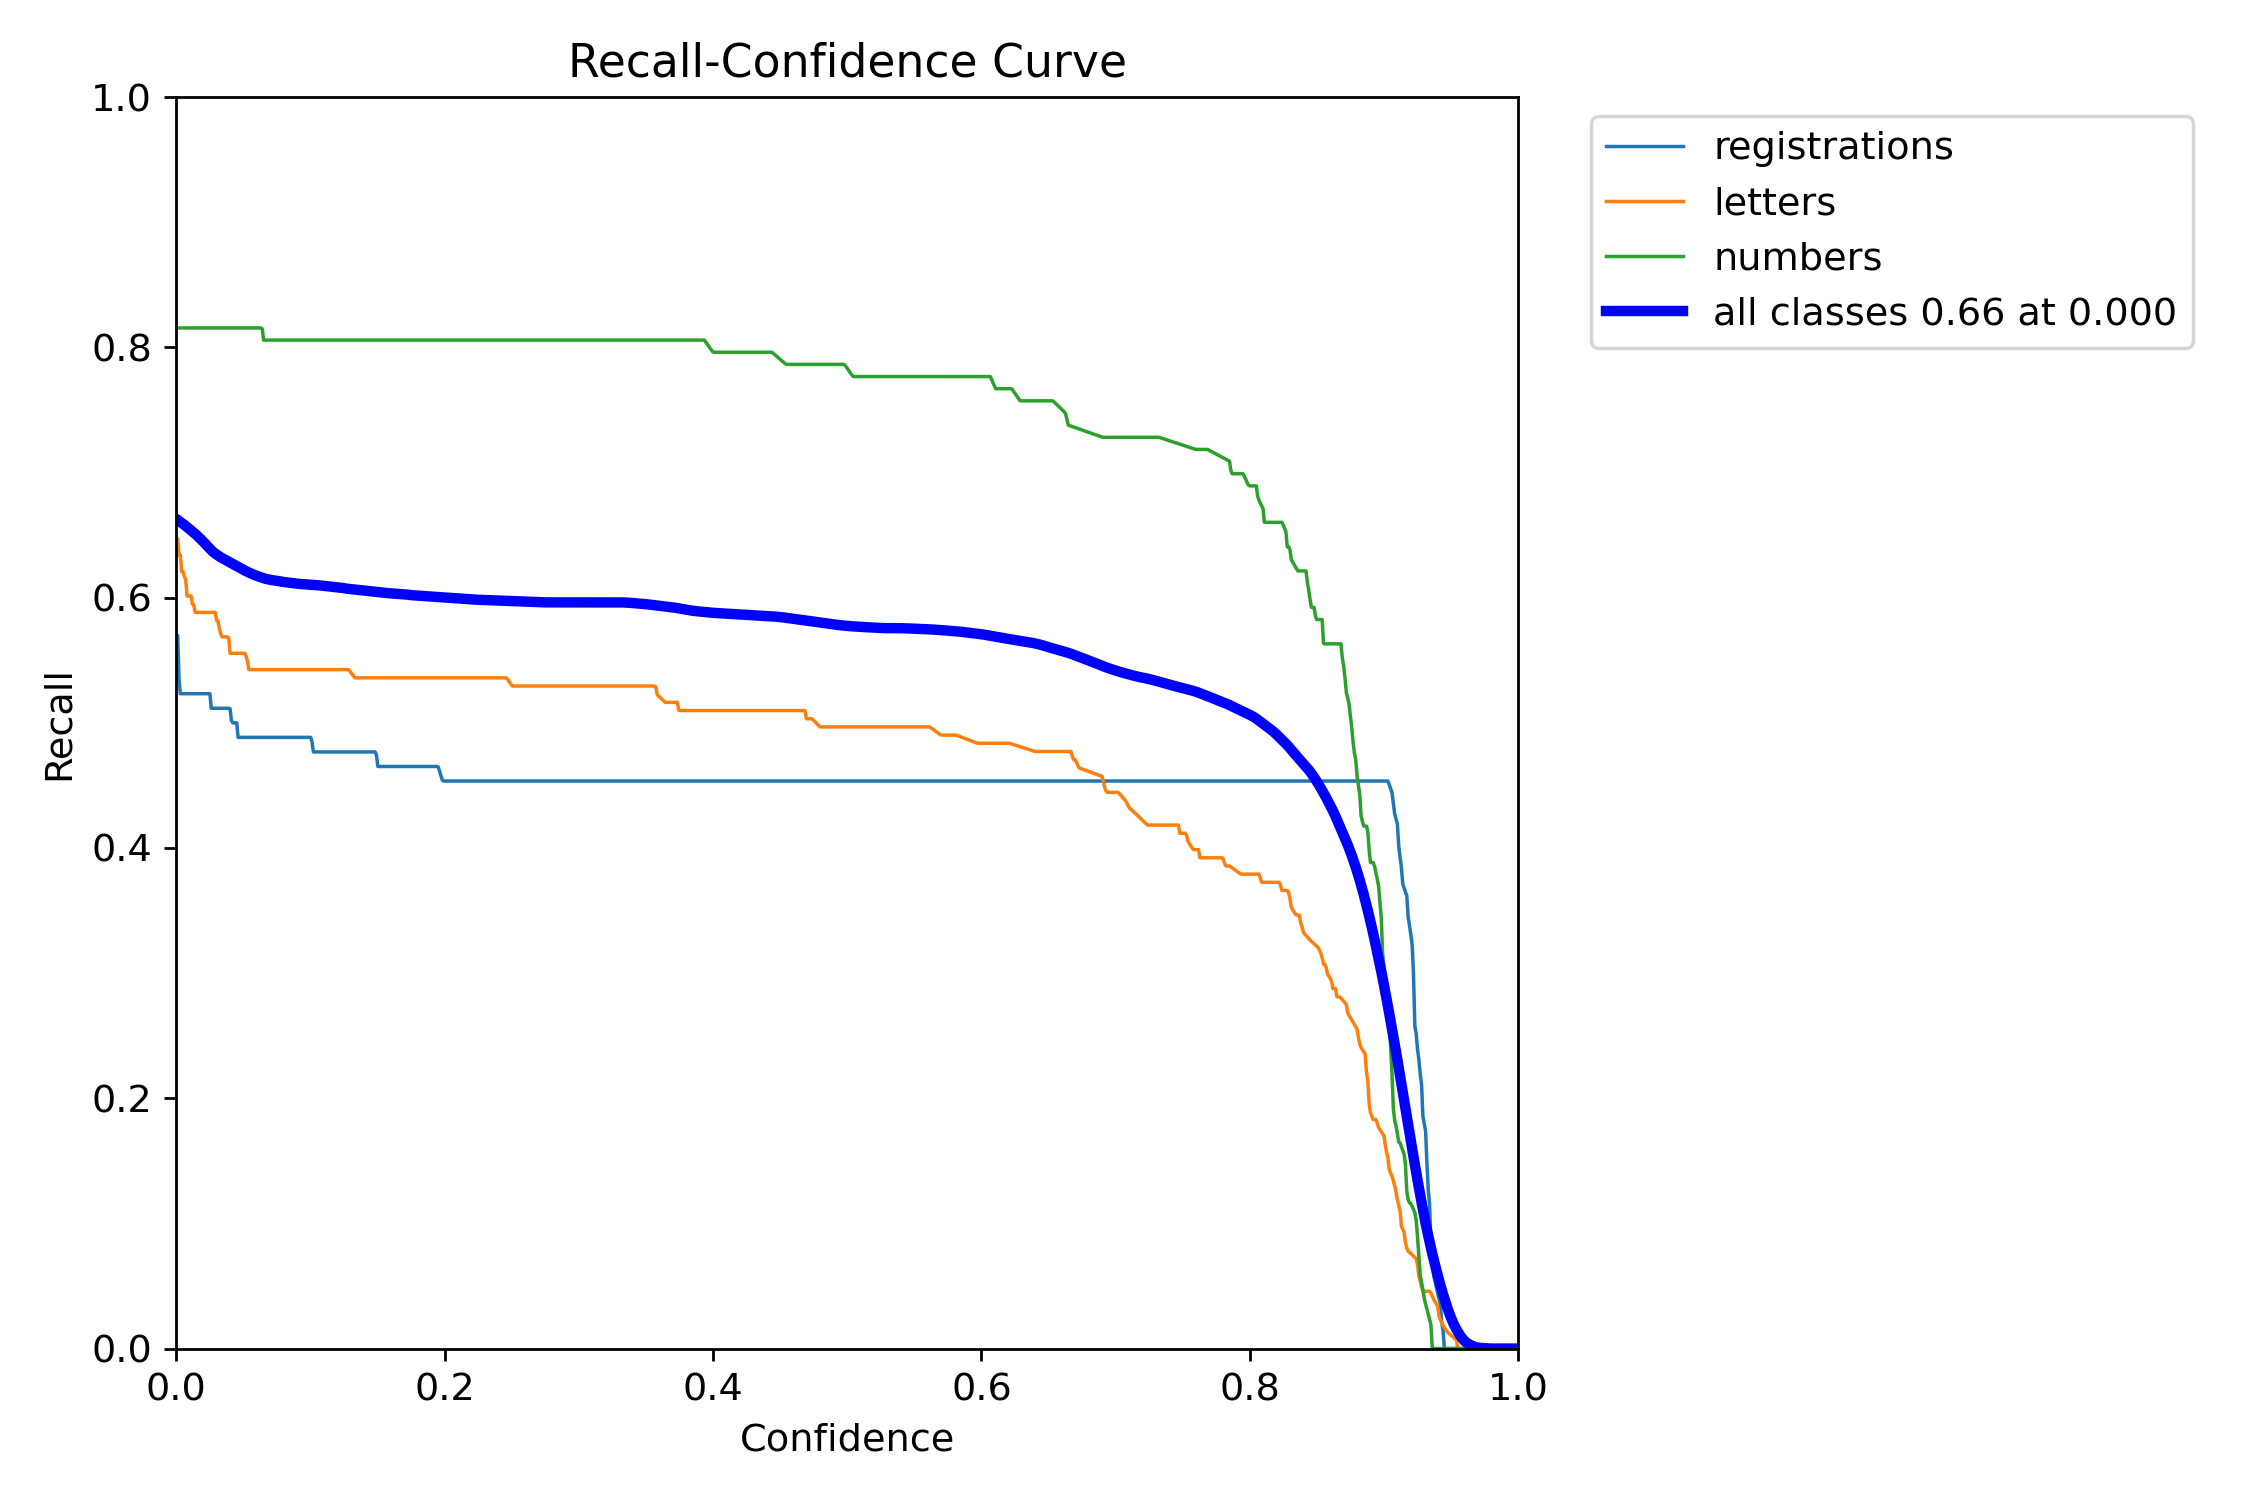 Recall-Confidence Curve
1.0
0.8
0.6
0.4
0.2
0.0
Recall
0.0 0.2 0.4 0.6 0.8 1.0
Confidence
registrations
letters
numbers
all classes 0.66 at 0.000